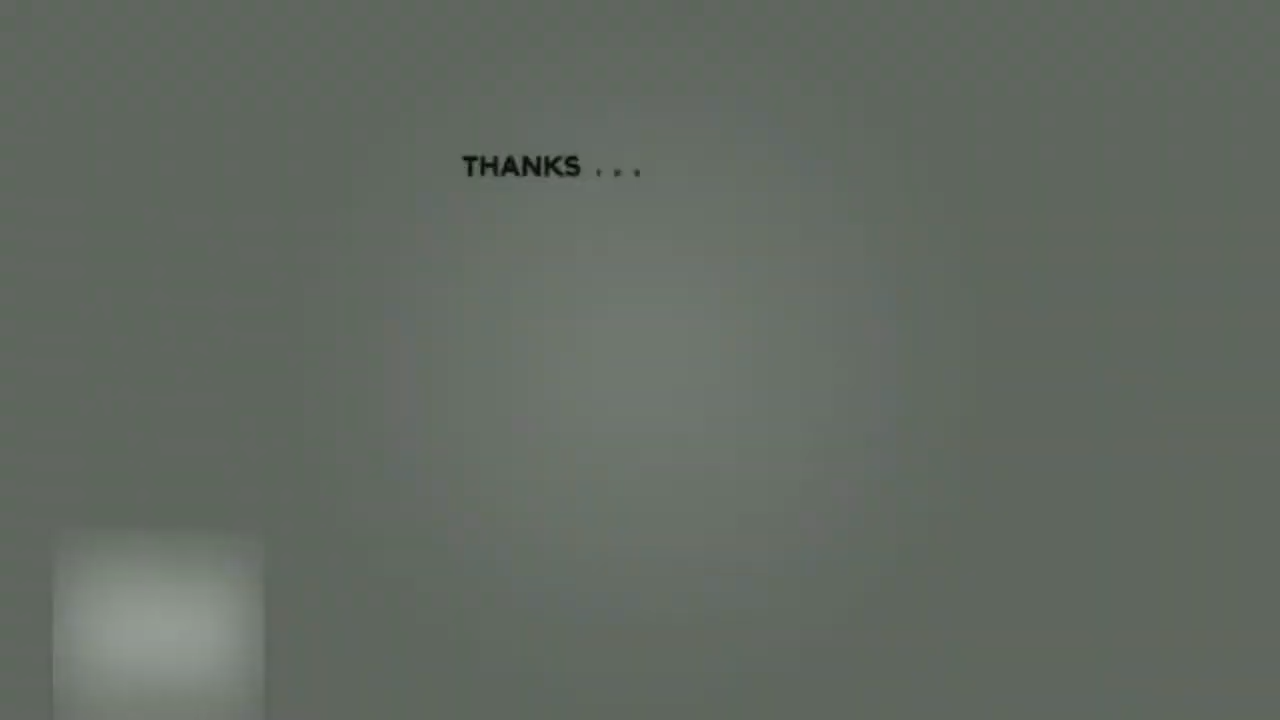 THANKS . . .